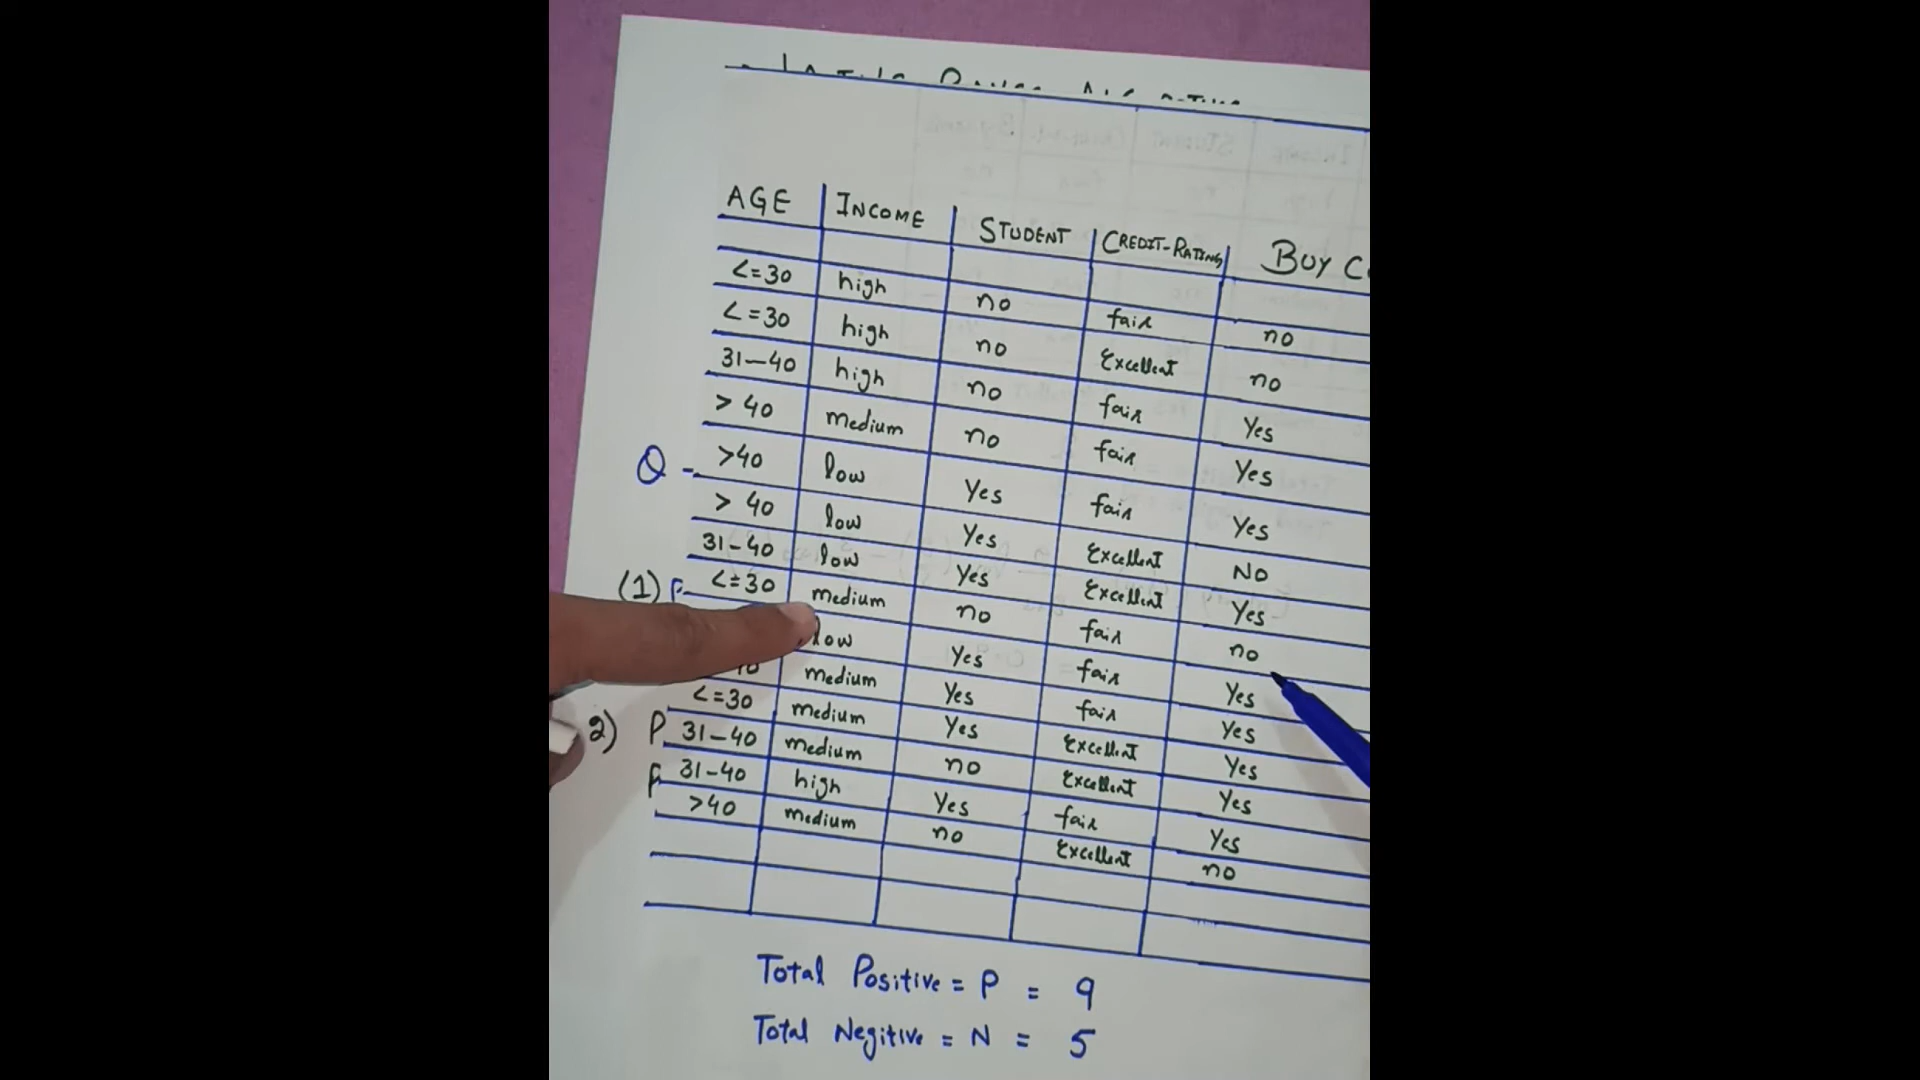 AGE INCOME STUDENT CREDIT-RATING BUY C
<=30 high no fair no
<=30 high no Excellent no
31-40 high no fair Yes
>40 medium no fair Yes
Q - >40 low Yes fair Yes
>40 low Yes Excellent NO
31-40 low Yes Excellent Yes
(1) <=30 medium no fair no
low Yes fair Yes
40 medium Yes fair Yes
<=30 medium Yes Excellent Yes
2) P 31-40 medium no Excellent Yes
31-40 high Yes fair Yes
>40 medium no Excellent no
Total Positive = P = 9
Total Negitive = N = 5